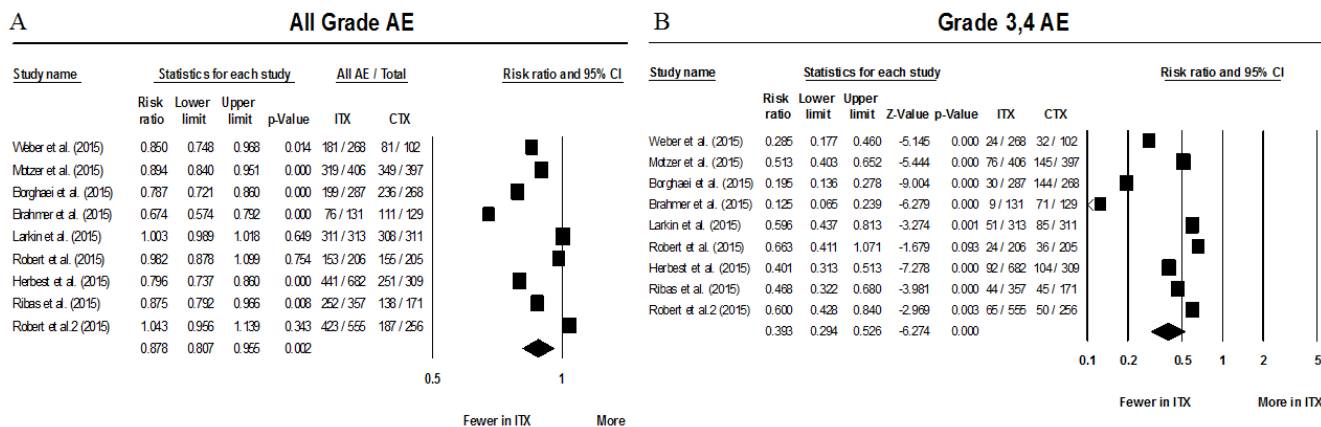 A All Grade AE
Study name Statistics for each study All AE / Total Risk ratio and 95% CI
Risk Lower Upper
ratio limit limit p-Value ITX CTX
Weber et al. (2015) 0.850 0.748 0.968 0.014 181 / 268 81 / 102
Motzer et al. (2015) 0.894 0.840 0.951 0.000 319 / 406 349 / 397
Borghaei et al. (2015) 0.787 0.721 0.860 0.000 199 / 287 236 / 268
Brahmer et al. (2015) 0.674 0.574 0.792 0.000 76 / 131 111 / 129
Larkin et al. (2015) 1.003 0.989 1.018 0.649 311 / 313 308 / 311
Robert et al. (2015) 0.982 0.878 1.099 0.754 153 / 206 155 / 205
Herbest et al. (2015) 0.796 0.737 0.860 0.000 441 / 682 251 / 309
Ribas et al. (2015) 0.875 0.792 0.966 0.008 252 / 357 138 / 171
Robert et al.2 (2015) 1.043 0.956 1.139 0.343 423 / 555 187 / 256
0.878 0.807 0.955 0.002
0.5 1
Fewer in ITX More
B Grade 3,4 AE
Study name Statistics for each study Risk ratio and 95% CI
Risk Lower Upper
ratio limit limit Z-Value p-Value ITX CTX
Weber et al. (2015) 0.285 0.177 0.460 -5.145 0.000 24 / 268 32 / 102
Motzer et al. (2015) 0.513 0.403 0.652 -5.444 0.000 76 / 406 145 / 397
Borghaei et al. (2015) 0.195 0.136 0.278 -9.004 0.000 30 / 287 144 / 268
Brahmer et al. (2015) 0.125 0.065 0.239 -6.279 0.000 9 / 131 71 / 129
Larkin et al. (2015) 0.596 0.437 0.813 -3.274 0.001 51 / 313 85 / 311
Robert et al. (2015) 0.663 0.411 1.071 -1.679 0.093 24 / 206 36 / 205
Herbest et al. (2015) 0.401 0.313 0.513 -7.278 0.000 92 / 682 104 / 309
Ribas et al. (2015) 0.468 0.322 0.680 -3.981 0.000 44 / 357 45 / 171
Robert et al.2 (2015) 0.600 0.428 0.840 -2.969 0.003 65 / 555 50 / 256
0.393 0.294 0.526 -6.274 0.000
0.1 0.2 0.5 1 2 5
Fewer in ITX More in ITX